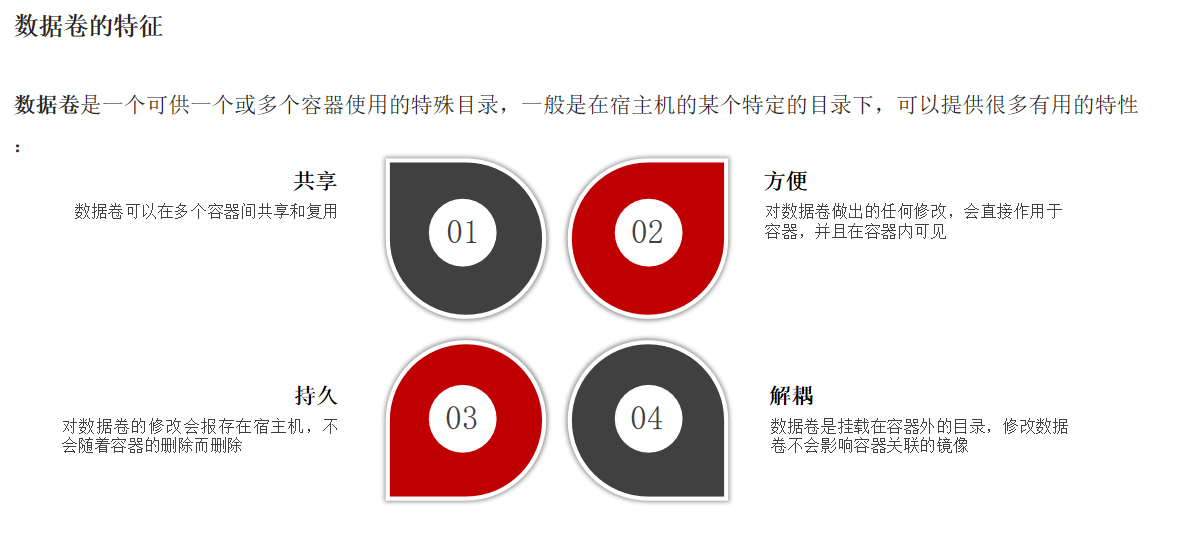 数据卷的特征
数据卷是一个可供一个或多个容器使用的特殊目录，一般是在宿主机的某个特定的目录下，可以提供很多有用的特性
：
共享
数据卷可以在多个容器间共享和复用
01
02
方便
对数据卷做出的任何修改，会直接作用于
容器，并且在容器内可见
持久
对数据卷的修改会报存在宿主机，不
会随着容器的删除而删除
03
04
解耦
数据卷是挂载在容器外的目录，修改数据
卷不会影响容器关联的镜像